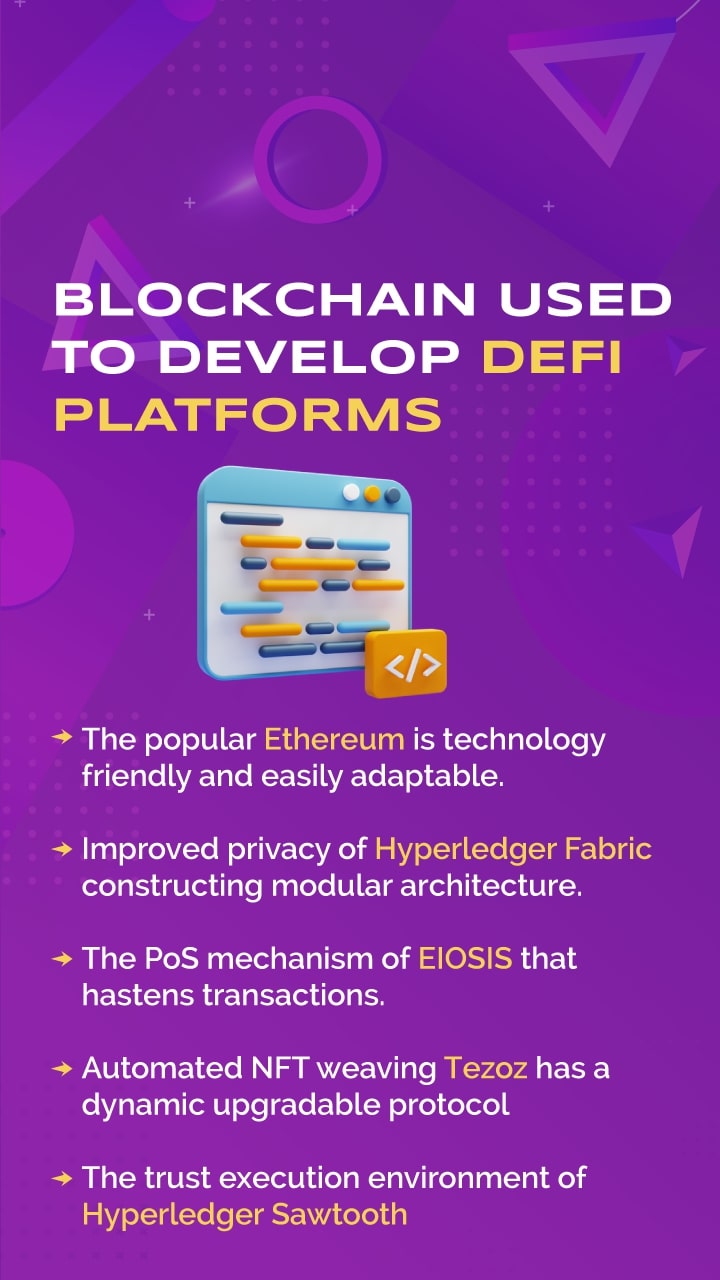 BLOCKCHAIN USED
TO DEVELOP DEFI
PLATFORMS
</>
The popular Ethereum is technology
friendly and easily adaptable.
Improved privacy of Hyperledger Fabric
constructing modular architecture.
The PoS mechanism of EIOSIS that
hastens transactions.
Automated NFT weaving Tezoz has a
dynamic upgradable protocol
The trust execution environment of
Hyperledger Sawtooth